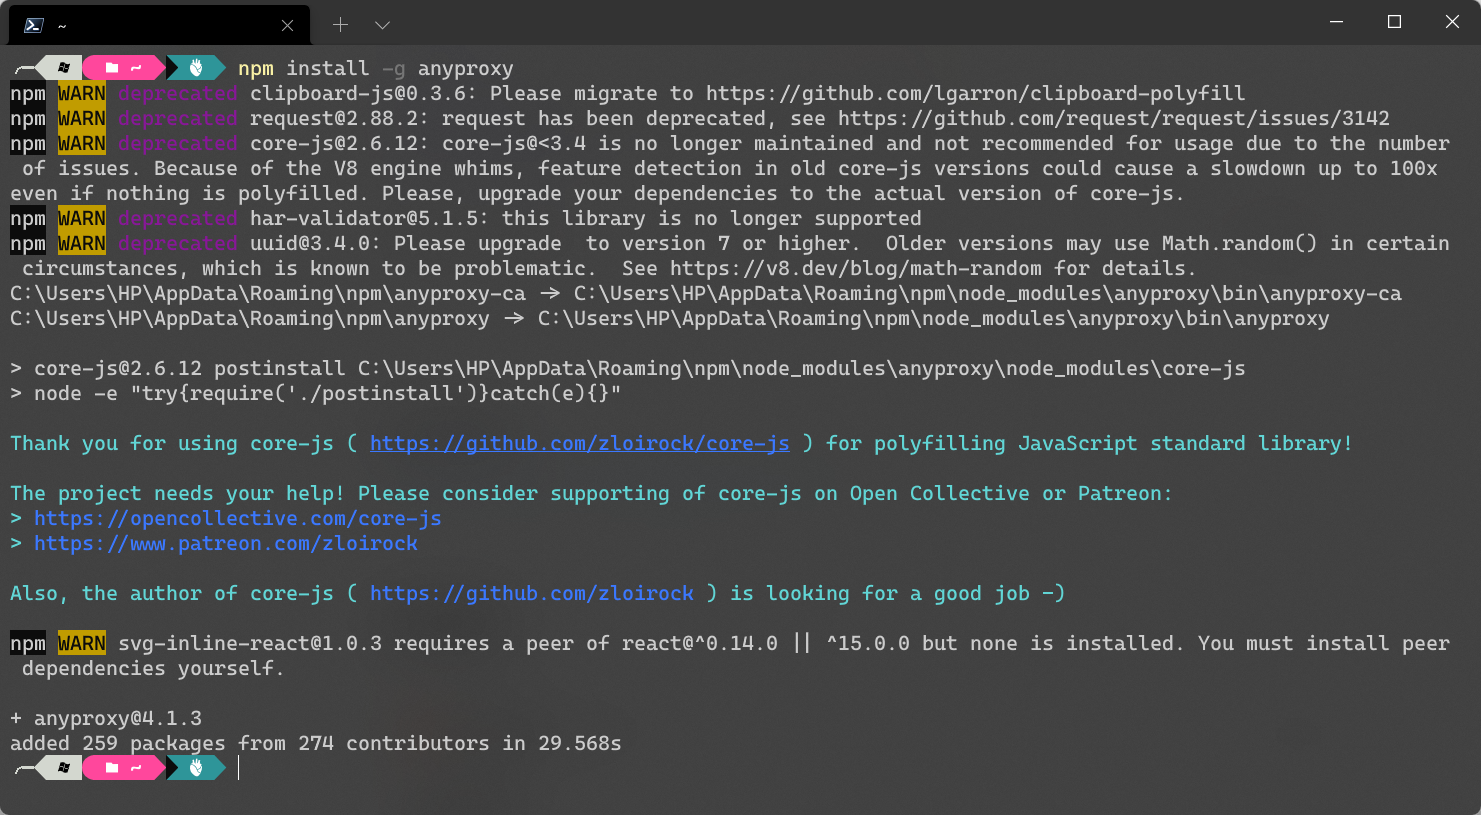 ~
~ npm install -g anyproxy
npm WARN deprecated clipboard-js@0.3.6: Please migrate to https://github.com/lgarron/clipboard-polyfill
npm WARN deprecated request@2.88.2: request has been deprecated, see https://github.com/request/request/issues/3142
npm WARN deprecated core-js@2.6.12: core-js@<3.4 is no longer maintained and not recommended for usage due to the number
of issues. Because of the V8 engine whims, feature detection in old core-js versions could cause a slowdown up to 100x
even if nothing is polyfilled. Please, upgrade your dependencies to the actual version of core-js.
npm WARN deprecated har-validator@5.1.5: this library is no longer supported
npm WARN deprecated uuid@3.4.0: Please upgrade  to version 7 or higher.  Older versions may use Math.random() in certain
circumstances, which is known to be problematic.  See https://v8.dev/blog/math-random for details.
C:\Users\HP\AppData\Roaming\npm\anyproxy-ca -> C:\Users\HP\AppData\Roaming\npm\node_modules\anyproxy\bin\anyproxy-ca
C:\Users\HP\AppData\Roaming\npm\anyproxy -> C:\Users\HP\AppData\Roaming\npm\node_modules\anyproxy\bin\anyproxy
> core-js@2.6.12 postinstall C:\Users\HP\AppData\Roaming\npm\node_modules\anyproxy\node_modules\core-js
> node -e "try{require('./postinstall')}catch(e){}"
Thank you for using core-js ( https://github.com/zloirock/core-js ) for polyfilling JavaScript standard library!
The project needs your help! Please consider supporting of core-js on Open Collective or Patreon:
> https://opencollective.com/core-js
> https://www.patreon.com/zloirock
Also, the author of core-js ( https://github.com/zloirock ) is looking for a good job -)
npm WARN svg-inline-react@1.0.3 requires a peer of react@^0.14.0 || ^15.0.0 but none is installed. You must install peer
dependencies yourself.
+ anyproxy@4.1.3
added 259 packages from 274 contributors in 29.568s
~